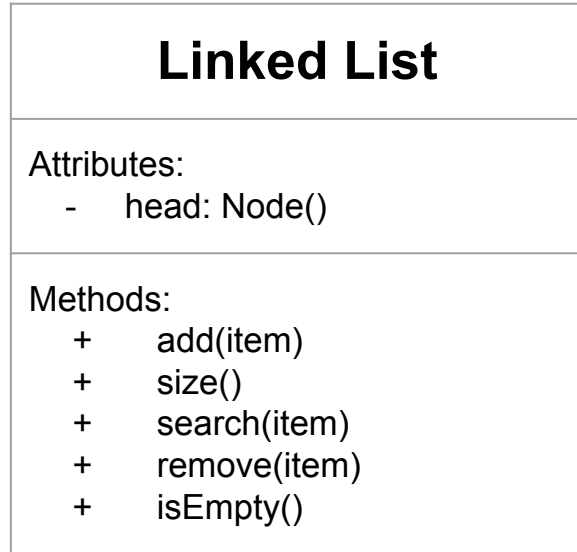 Linked List
Attributes:
- head: Node()
Methods:
+ add(item)
+ size()
+ search(item)
+ remove(item)
+ isEmpty()